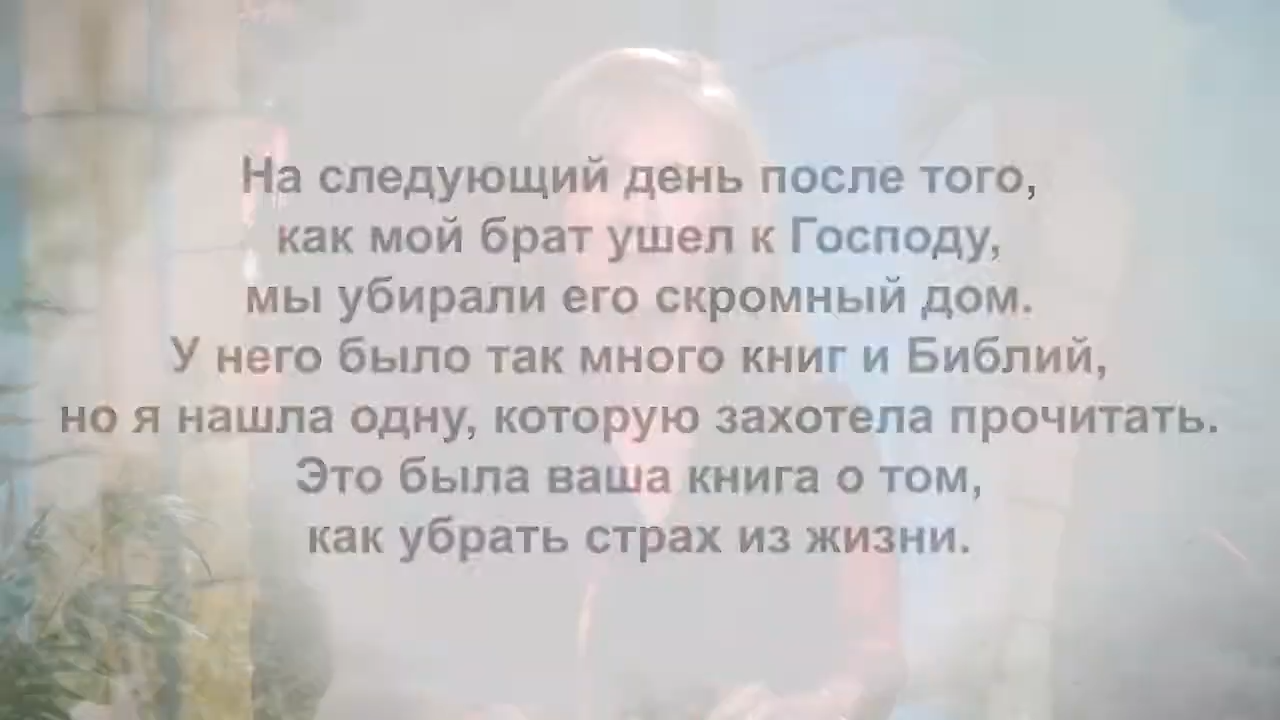 На следующий день после того,
как мой брат ушел к Господу,
мы убирали его скромный дом.
У него было так много книг и Библий,
но я нашла одну, которую захотела прочитать.
Это была ваша книга о том,
как убрать страх из жизни.